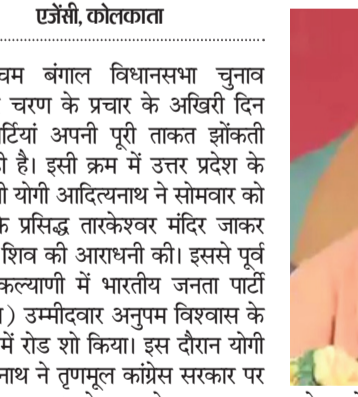 एजेंसी, कोलकाता
बंगाल विधानसभा चुनाव
चरण के प्रचार के अखिरी दिन
अपनी पूरी ताकत झोंकती
है। इसी क्रम में उत्तर प्रदेश के
योगी आदित्यनाथ ने सोमवार को
प्रसिद्ध तारकेश्वर मंदिर जाकर
शिव की आराधनी की। इससे पूर्व
कल्याणी में भारतीय जनता पार्टी
) उम्मीदवार अनुपम विश्वास के
में रोड शो किया। इस दौरान योगी
नाथ ने तृणमूल कांग्रेस सरकार पर